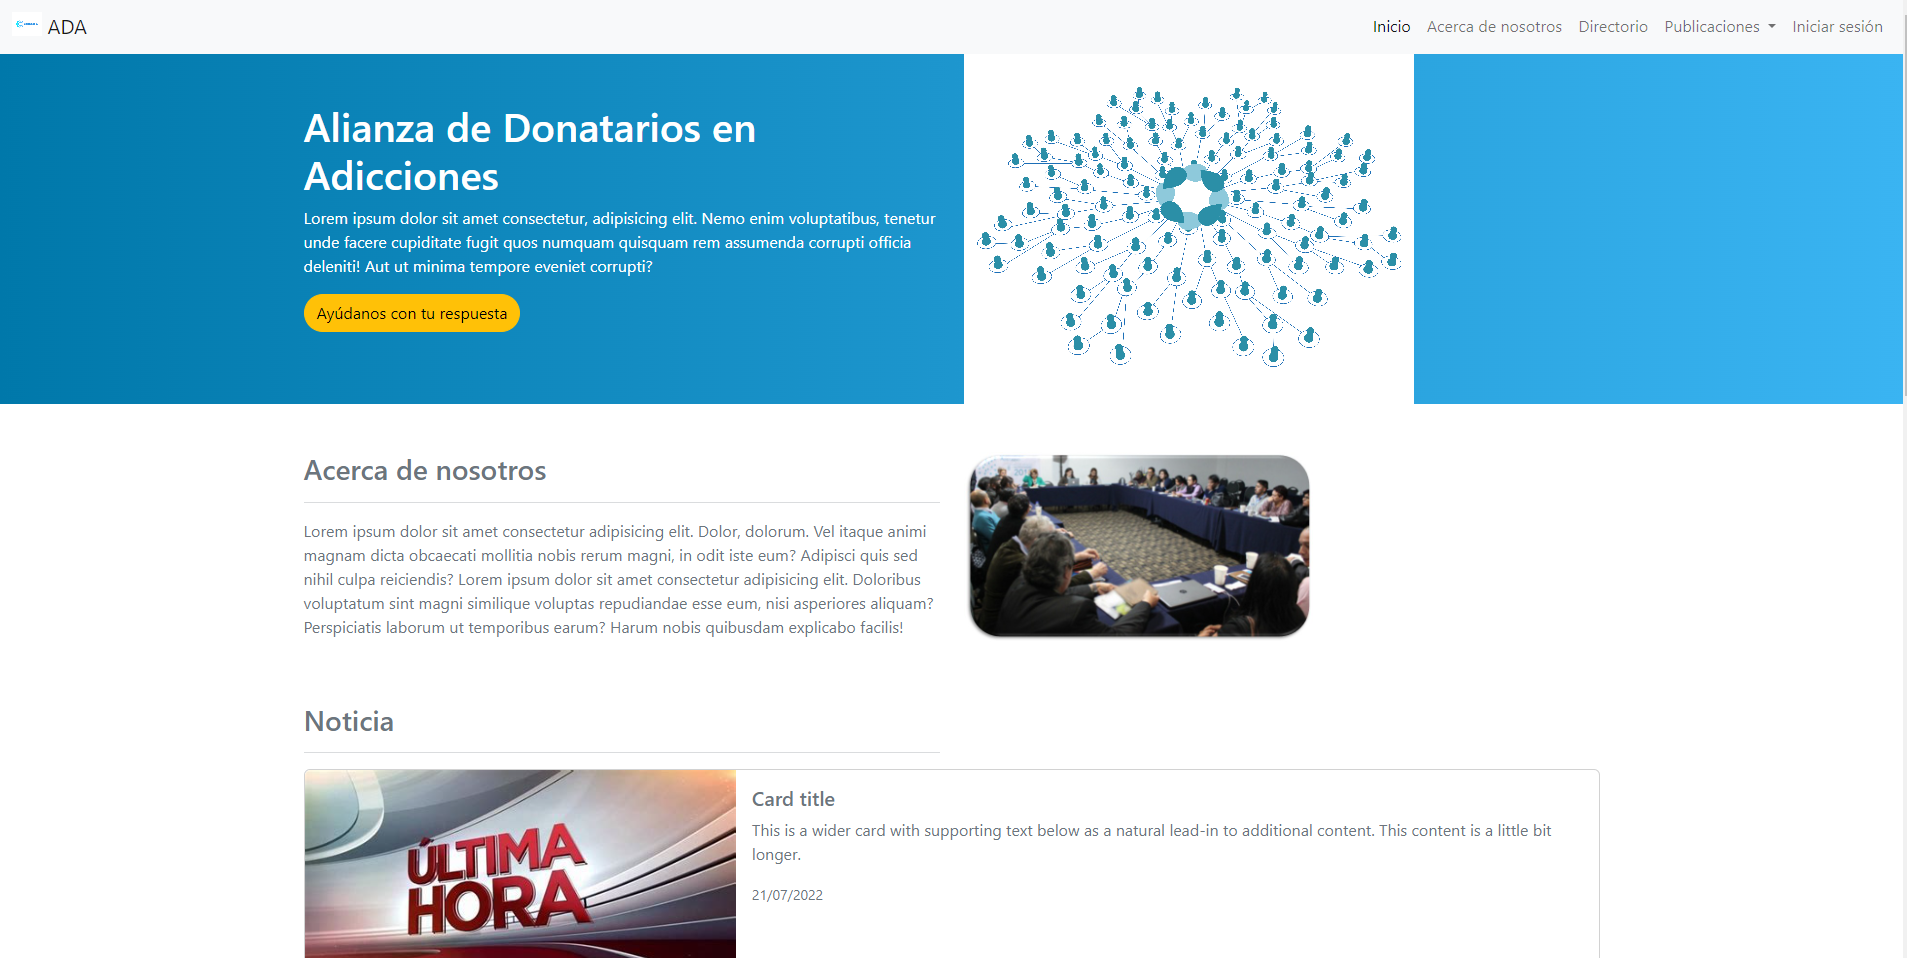 ADA
Inicio Acerca de nosotros Directorio Publicaciones Iniciar sesión
Alianza de Donatarios en
Adicciones
Lorem ipsum dolor sit amet consectetur, adipisicing elit. Nemo enim voluptatibus, tenetur
unde facere cupiditate fugit quos numquam quisquam rem assumenda corrupti officia
deleniti! Aut ut minima tempore eveniet corrupti?
Ayúdanos con tu respuesta
Acerca de nosotros
Lorem ipsum dolor sit amet consectetur adipisicing elit. Dolor, dolorum. Vel itaque animi
magnam dicta obcaecati mollitia nobis rerum magni, in odit iste eum? Adipisci quis sed
nihil culpa reiciendis? Lorem ipsum dolor sit amet consectetur adipisicing elit. Doloribus
voluptatum sint magni similique voluptas repudiandae esse eum, nisi asperiores aliquam?
Perspiciatis laborum ut temporibus earum? Harum nobis quibusdam explicabo facilis!
Noticia
ÚLTIMA
HORA
Card title
This is a wider card with supporting text below as a natural lead-in to additional content. This content is a little bit
longer.
21/07/2022